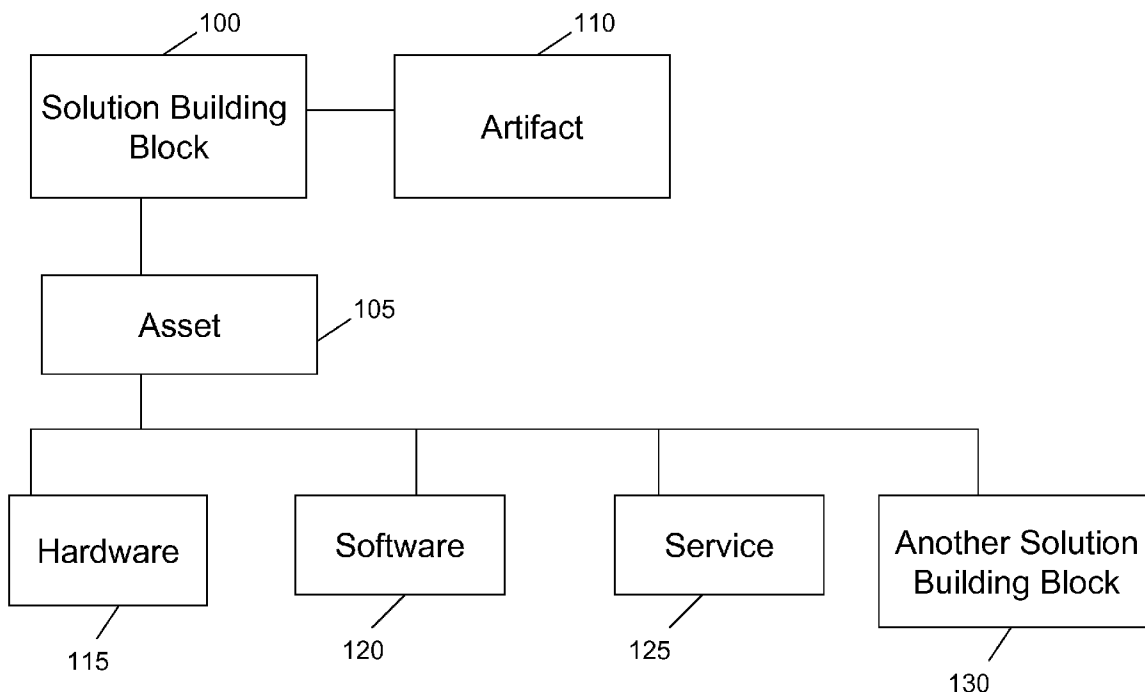 100
110
Solution Building
Block
Artifact
105
Asset
Hardware
Software
Service
Another Solution
Building Block
115
120
125
130